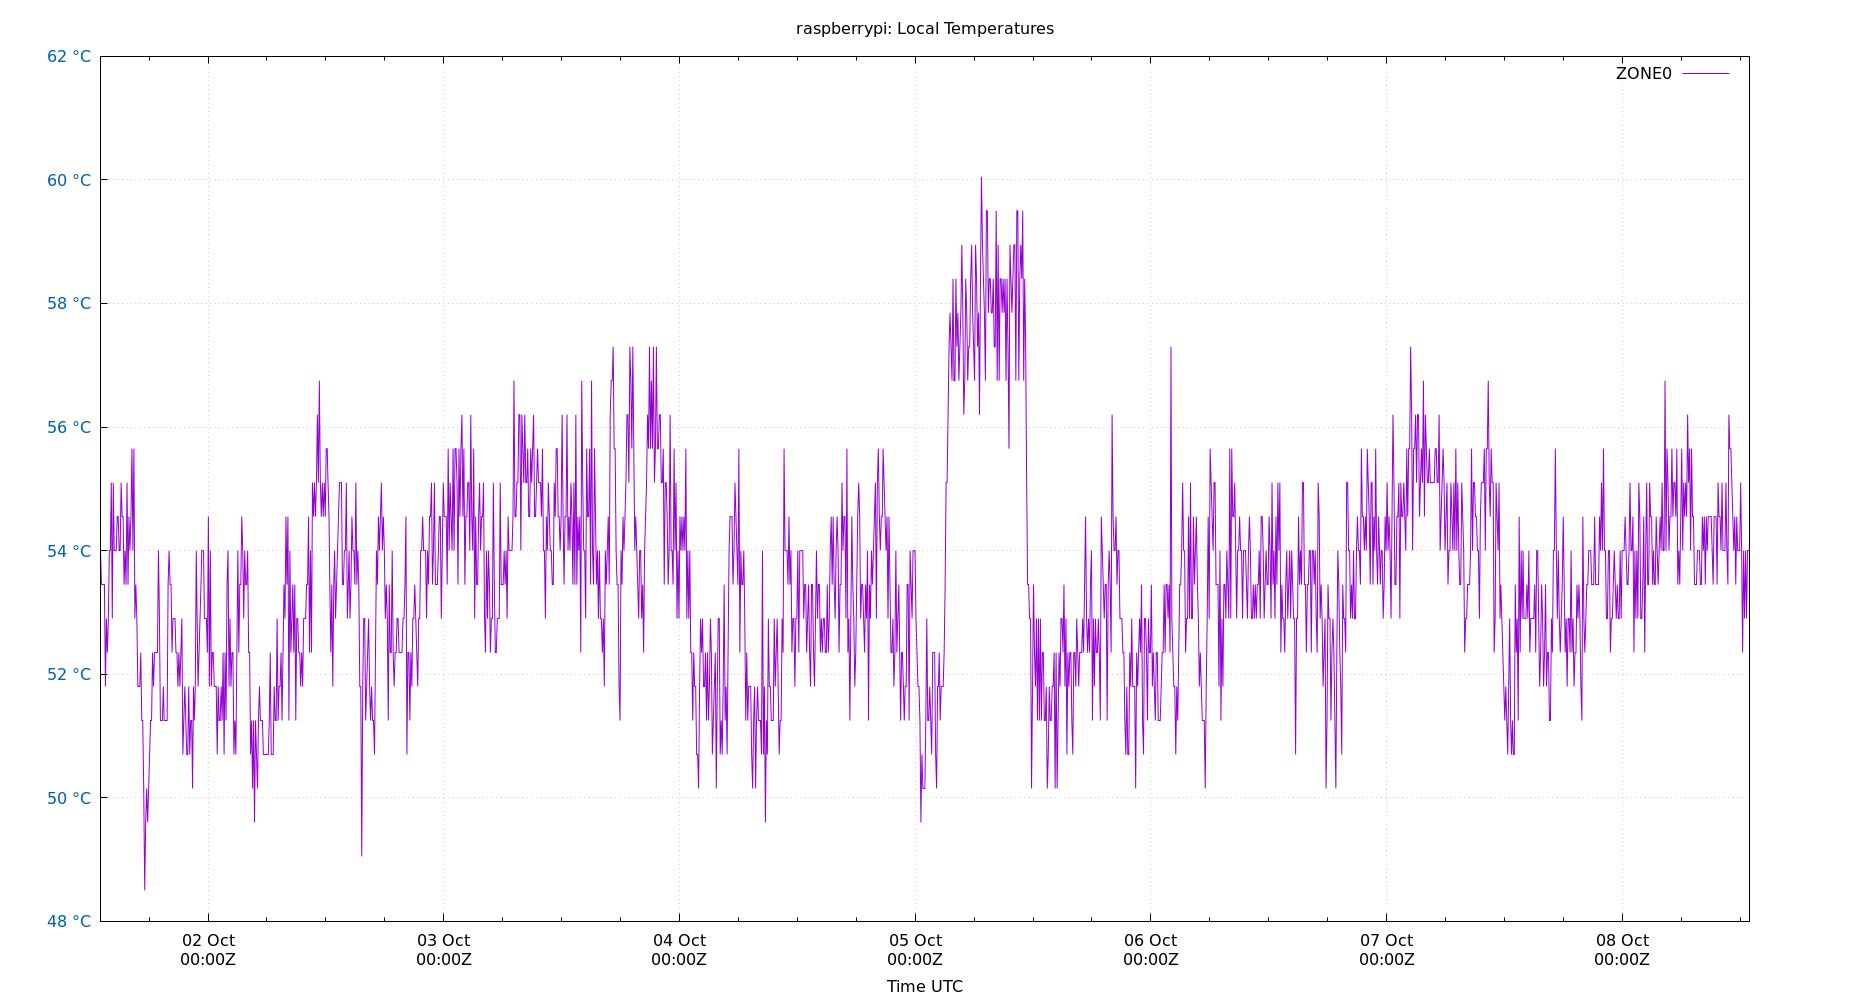 raspberrypi: Local Temperatures
62 °C
ZONE0
60 °C
58 °C
56 °C
54 °C
52 °C
50 °C
48 °C
02 Oct 03 Oct 04 Oct 05 Oct 06 Oct 07 Oct 08 Oct
00:00Z 00:00Z 00:00Z 00:00Z 00:00Z 00:00Z 00:00Z
Time UTC